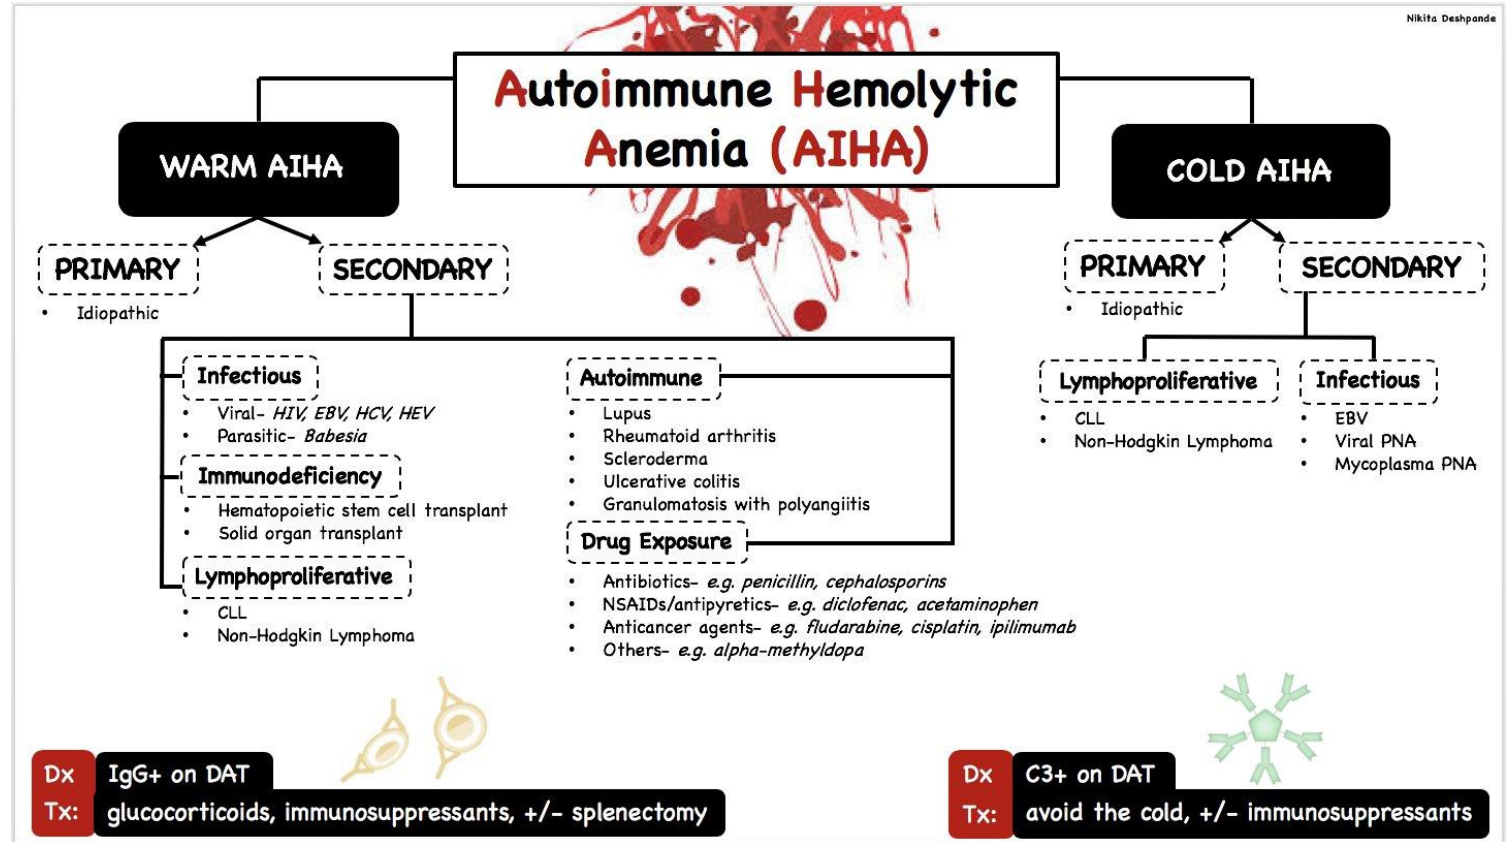 Nikita Deshpande
Autoimmune Hemolytic
Anemia (AIHA)
WARM AIHA
PRIMARY
• Idiopathic
SECONDARY
Infectious
• Viral- HIV, EBV, HCV, HEV
• Parasitic- Babesia
Immunodeficiency
• Hematopoietic stem cell transplant
• Solid organ transplant
Lymphoproliferative
• CLL
• Non-Hodgkin Lymphoma
Autoimmune
• Lupus
• Rheumatoid arthritis
• Scleroderma
• Ulcerative colitis
• Granulomatosis with polyangiitis
Drug Exposure
• Antibiotics- e.g. penicillin, cephalosporins
• NSAIDs/antipyretics- e.g. diclofenac, acetaminophen
• Anticancer agents- e.g. fludarabine, cisplatin, ipilimumab
• Others- e.g. alpha-methyldopa
Dx IgG+ on DAT
Tx: glucocorticoids, immunosuppressants, +/- splenectomy
COLD AIHA
PRIMARY
• Idiopathic
SECONDARY
Lymphoproliferative
• CLL
• Non-Hodgkin Lymphoma
Infectious
• EBV
• Viral PNA
• Mycoplasma PNA
Dx C3+ on DAT
Tx: avoid the cold, +/- immunosuppressants